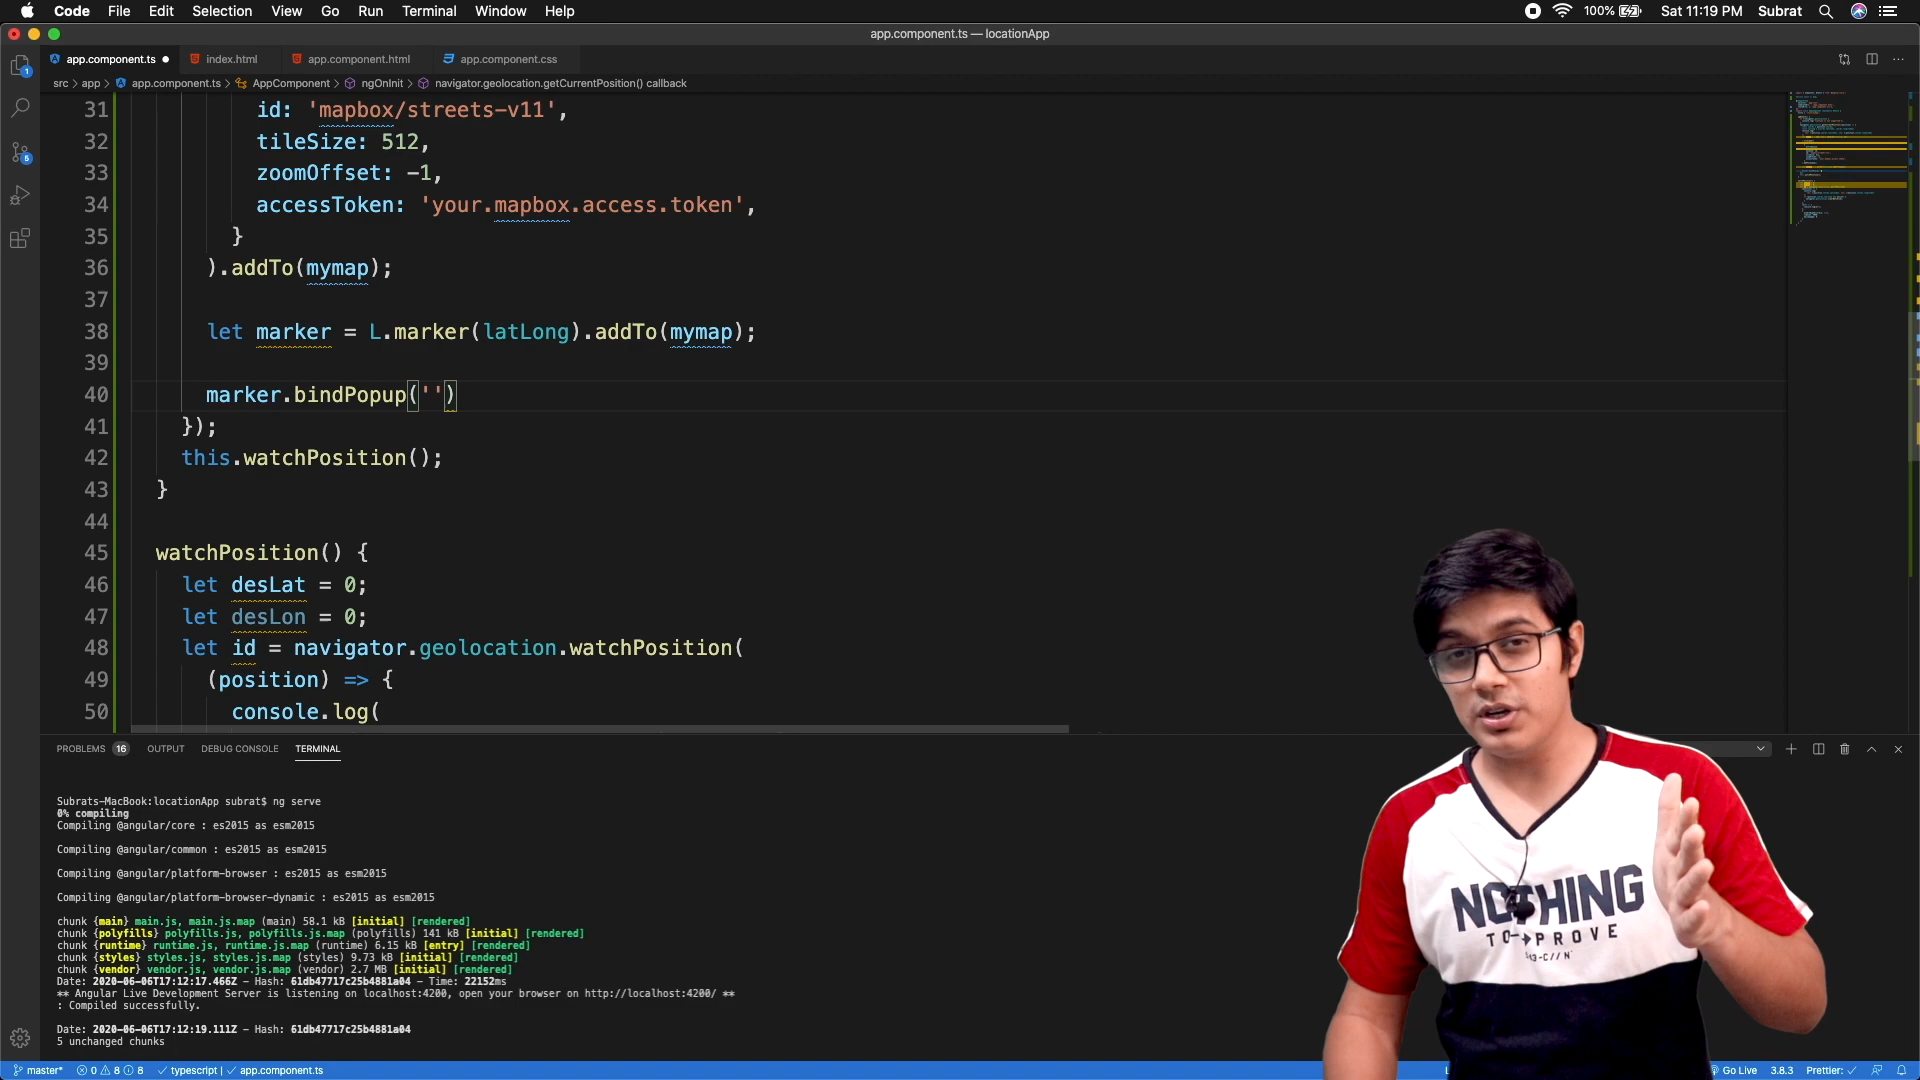 Code File Edit Selection View Go Run Terminal Window Help 100% Sat 11:19 PM Subrat
app.component.ts — locationApp
app.component.ts index.html app.component.html app.component.css
src > app > app.component.ts > AppComponent > ngOnInit > navigator.geolocation.getCurrentPosition() callback
31 id: 'mapbox/streets-v11',
32 tileSize: 512,
33 zoomOffset: -1,
34 accessToken: 'your.mapbox.access.token',
35 }
36 ).addTo(mymap);
37
38 let marker = L.marker(latLong).addTo(mymap);
39
40 marker.bindPopup('')
41 });
42 this.watchPosition();
43 }
44
45 watchPosition() {
46 let desLat = 0;
47 let desLon = 0;
48 let id = navigator.geolocation.watchPosition(
49 (position) => {
50 console.log(
PROBLEMS 16 OUTPUT DEBUG CONSOLE TERMINAL
Subrats-MacBook:locationApp subrat$ ng serve
0% compiling
Compiling @angular/core : es2015 as esm2015
Compiling @angular/common : es2015 as esm2015
Compiling @angular/platform-browser : es2015 as esm2015
Compiling @angular/platform-browser-dynamic : es2015 as esm2015
chunk {main} main.js, main.js.map (main) 58.1 kB [initial] [rendered]
chunk {polyfills} polyfills.js, polyfills.js.map (polyfills) 141 kB [initial] [rendered]
chunk {runtime} runtime.js, runtime.js.map (runtime) 6.15 kB [entry] [rendered]
chunk {styles} styles.js, styles.js.map (styles) 9.73 kB [initial] [rendered]
chunk {vendor} vendor.js, vendor.js.map (vendor) 2.7 MB [initial] [rendered]
Date: 2020-06-06T17:12:17.466Z - Hash: 61db47717c25b4881a04 - Time: 22152ms
** Angular Live Development Server is listening on localhost:4200, open your browser on http://localhost:4200/ **
: Compiled successfully.
Date: 2020-06-06T17:12:19.111Z - Hash: 61db47717c25b4881a04
5 unchanged chunks
NOTHING
TO PROVE
master* 0 8 8 typescript | app.component.ts Go Live 3.8.3 Prettier: